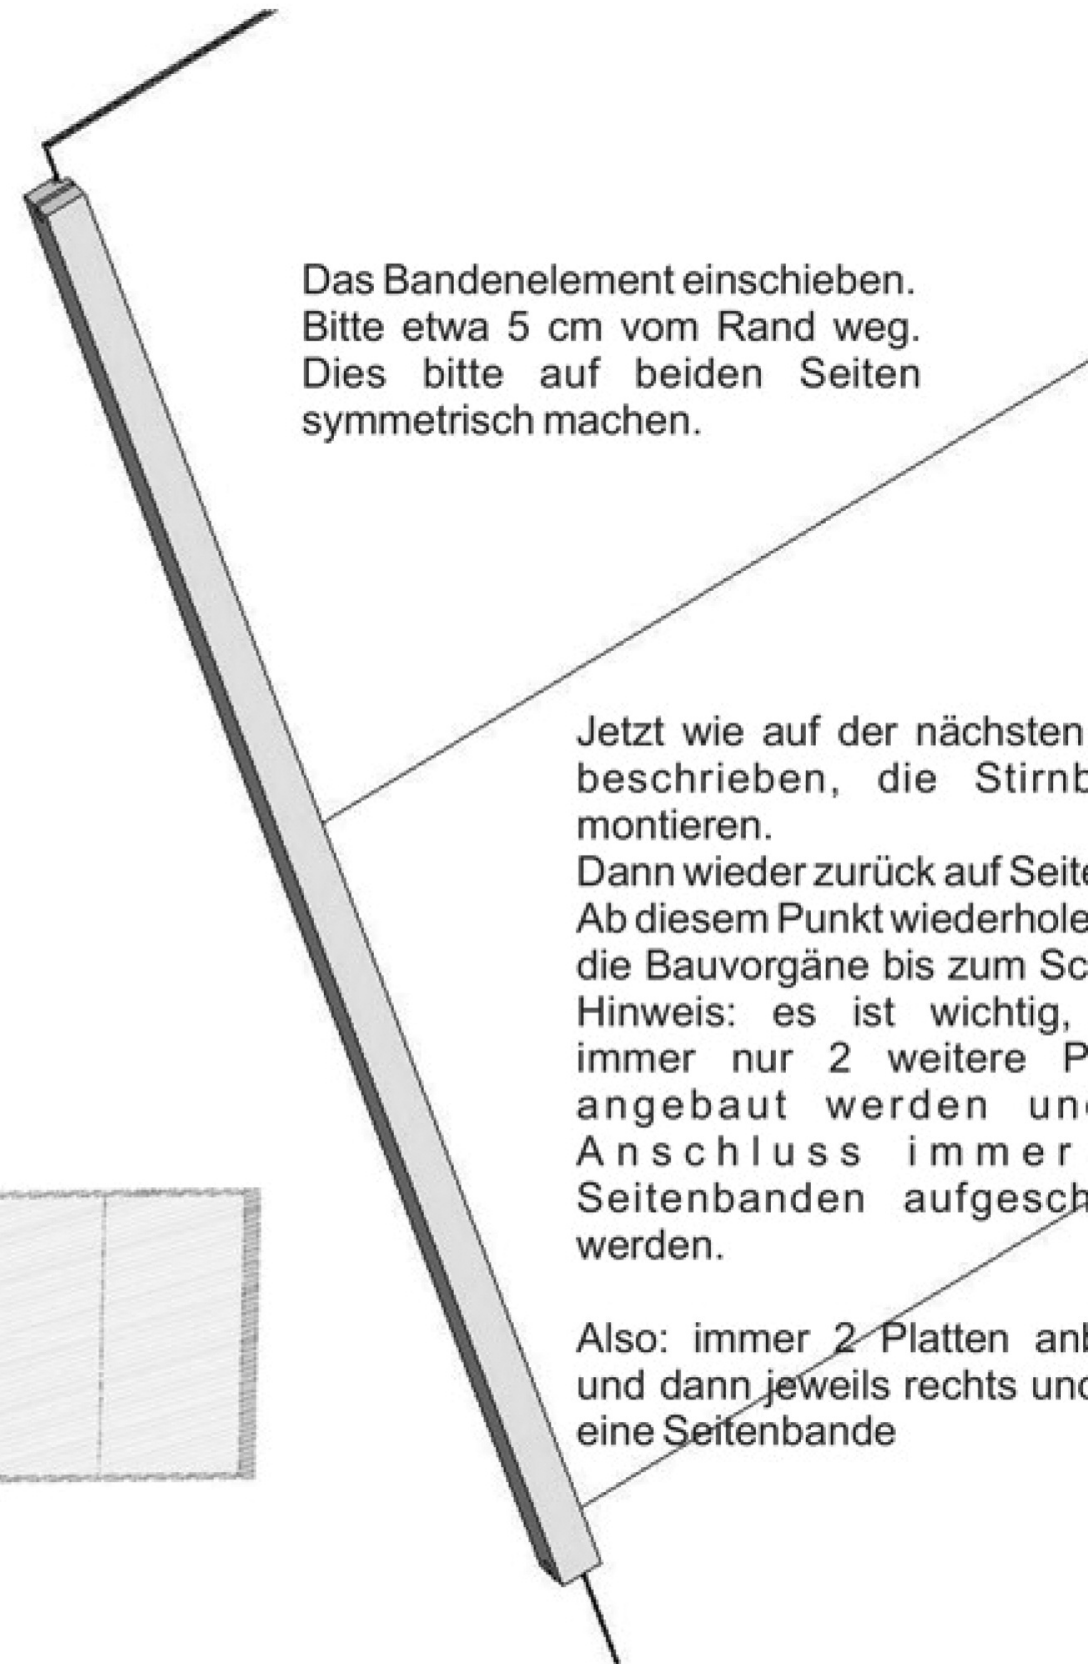 Das Bandenelement einschieben.
Bitte etwa 5 cm vom Rand weg.
Dies bitte auf beiden Seiten
symmetrisch machen.
Jetzt wie auf der nächsten
beschrieben, die
montieren.
Dann wieder zurück auf Seite
Ab diesem Punkt
die Bauvorgäne bis zum
Hinweis: es ist wichtig,
immer nur 2 weitere
angebaut werden
Anschluss immer
Seitenbanden
werden.
Also: immer 2 Platten
und dann jeweils rechts und
eine Seitenbande